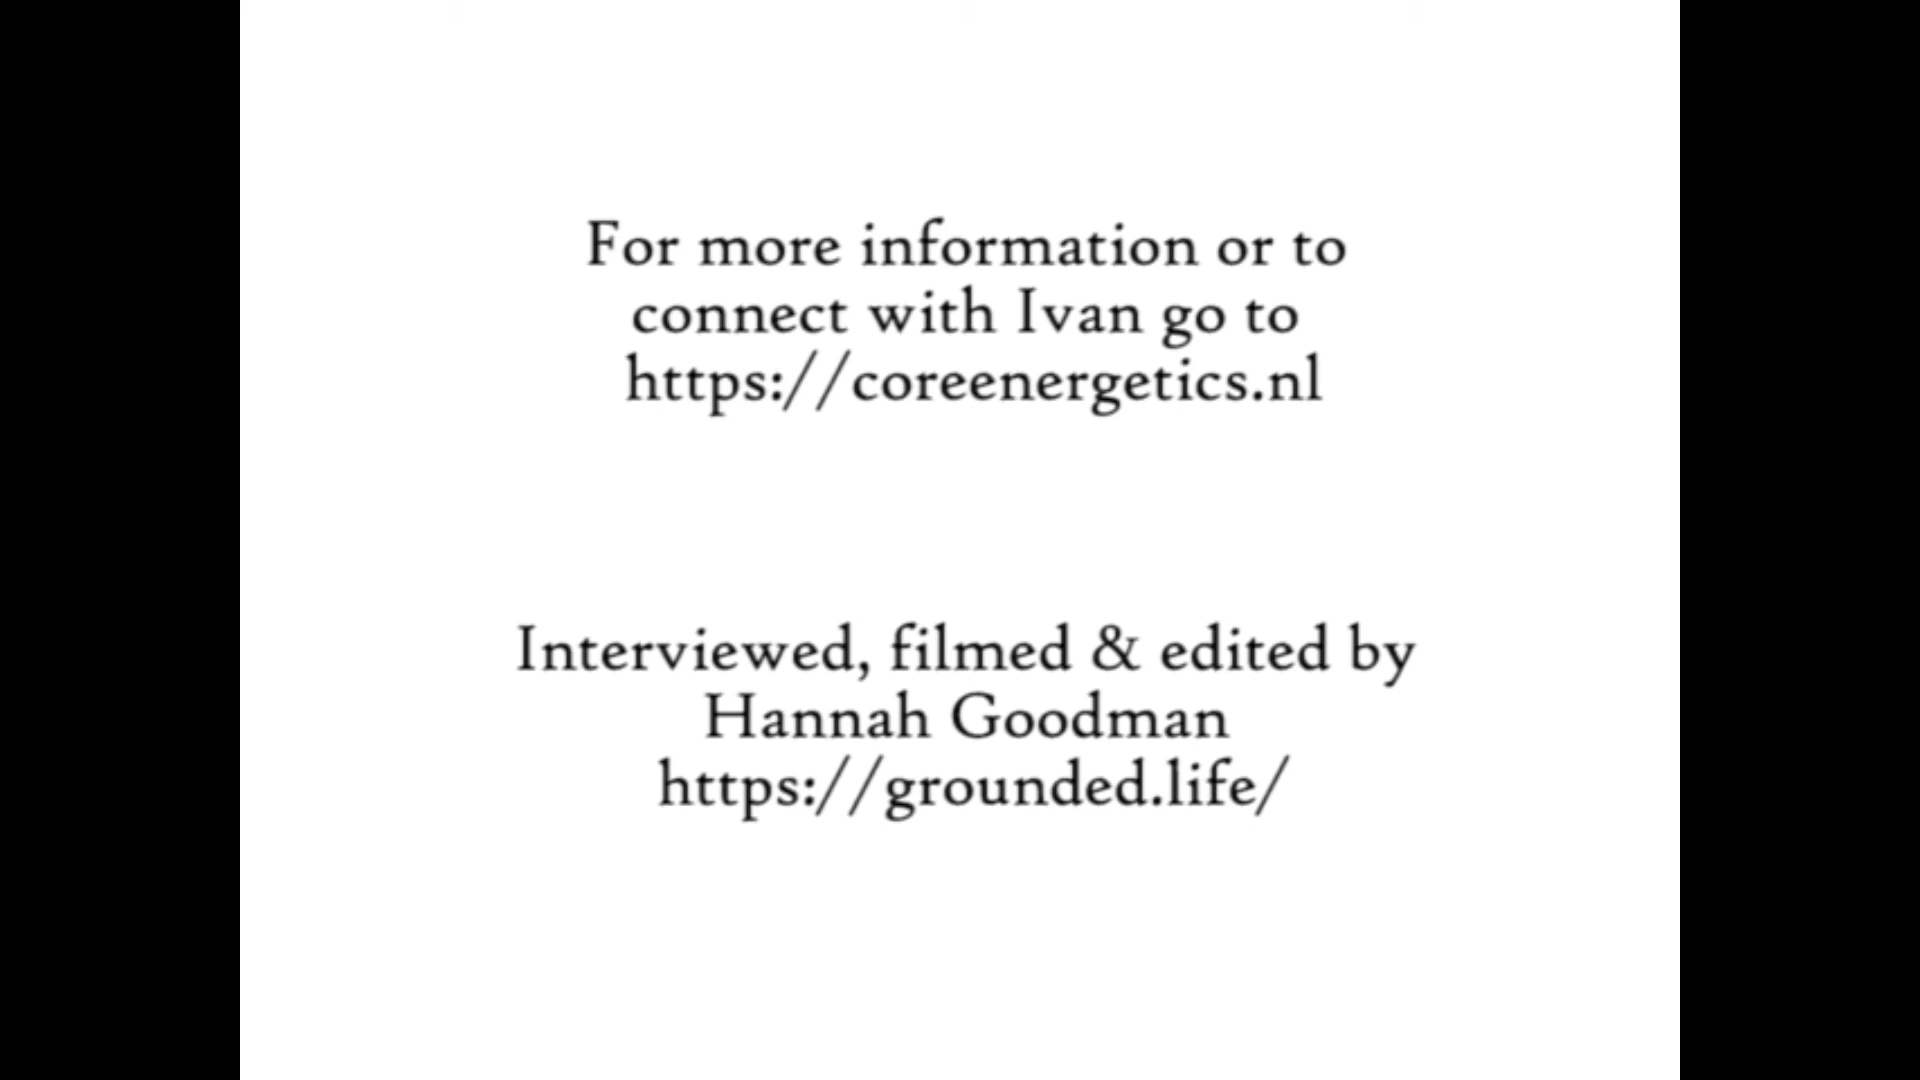 For more information or to
connect with Ivan go to
https://coreenergetics.nl
Interviewed, filmed & edited by
Hannah Goodman
https://grounded.life/